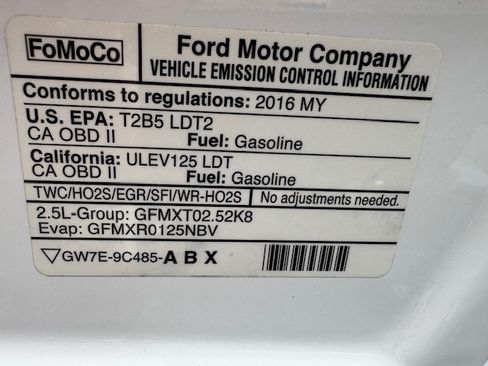 FoMoCo
Ford Motor Company
VEHICLE EMISSION CONTROL INFORMATION
Conforms to regulations: 2016 MY
U.S. EPA: T2B5 LDT2
CA OBD II Fuel: Gasoline
California: ULEV125 LDT
CA OBD II Fuel: Gasoline
TWC/HO2S/EGR/SFI/WR-HO2S No adjustments needed.
2.5L-Group: GFMXT02.52K8
Evap: GFMXR0125NBV
GW7E-9C485-A B X